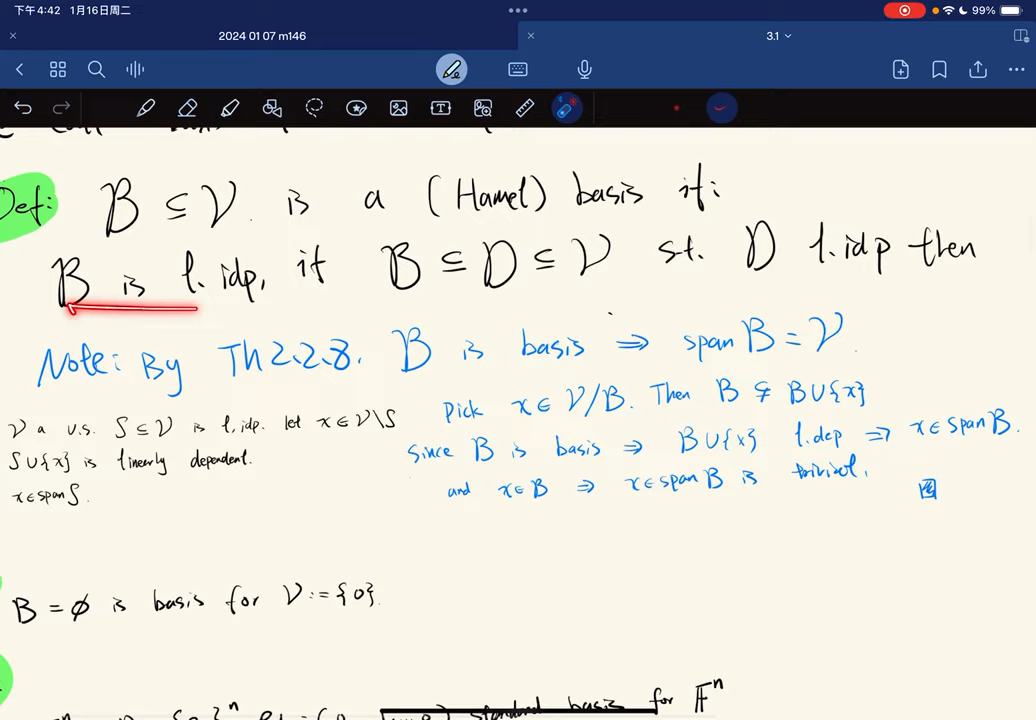 下午4:42 1月16日周二
99%
2024 01 07 m146
3.1
Def: B ⊆ V. is a (Hamel) basis if:
B is l.idp, if B ⊆ D ⊆ V st. D l.idp then
Note: By Th 2.2.8. B is basis ⇒ span B = V.
Pick x ∈ V/B. Then B ⊊ B∪{x}
since B is basis ⇒ B∪{x} l.dep ⇒ x ∈ span B.
and x ∈ B ⇒ x ∈ span B is trivial.
V a v.s. S ⊆ V is l.idp. let x ∈ V\S
S∪{x} is linearly dependent.
x ∈ span S.
B = ∅ is basis for V := {0}.
standard basis for 𝔽ⁿ